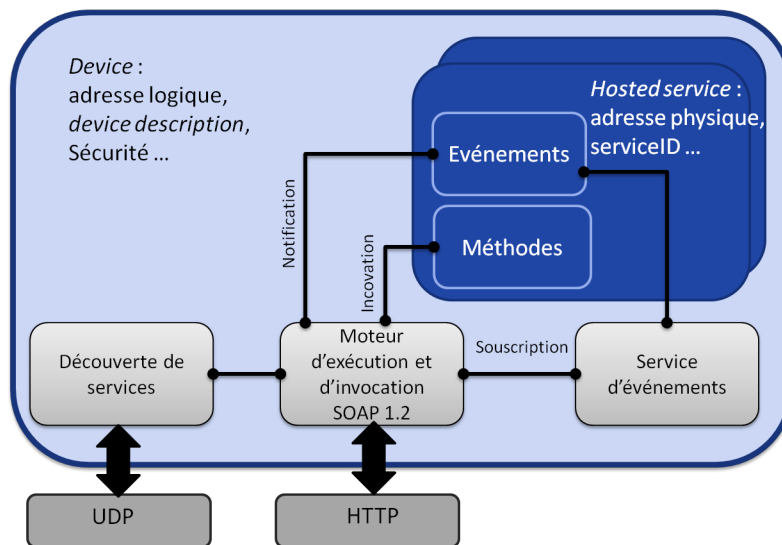 Device :
adresse logique,
device description,
Sécurité ...
Hosted service :
adresse physique,
serviceID ...
Evénements
Méthodes
Notification
Incovation
Découverte de
services
Moteur
d'exécution et
d'invocation
SOAP 1.2
Souscription
Service
d'événements
UDP
HTTP